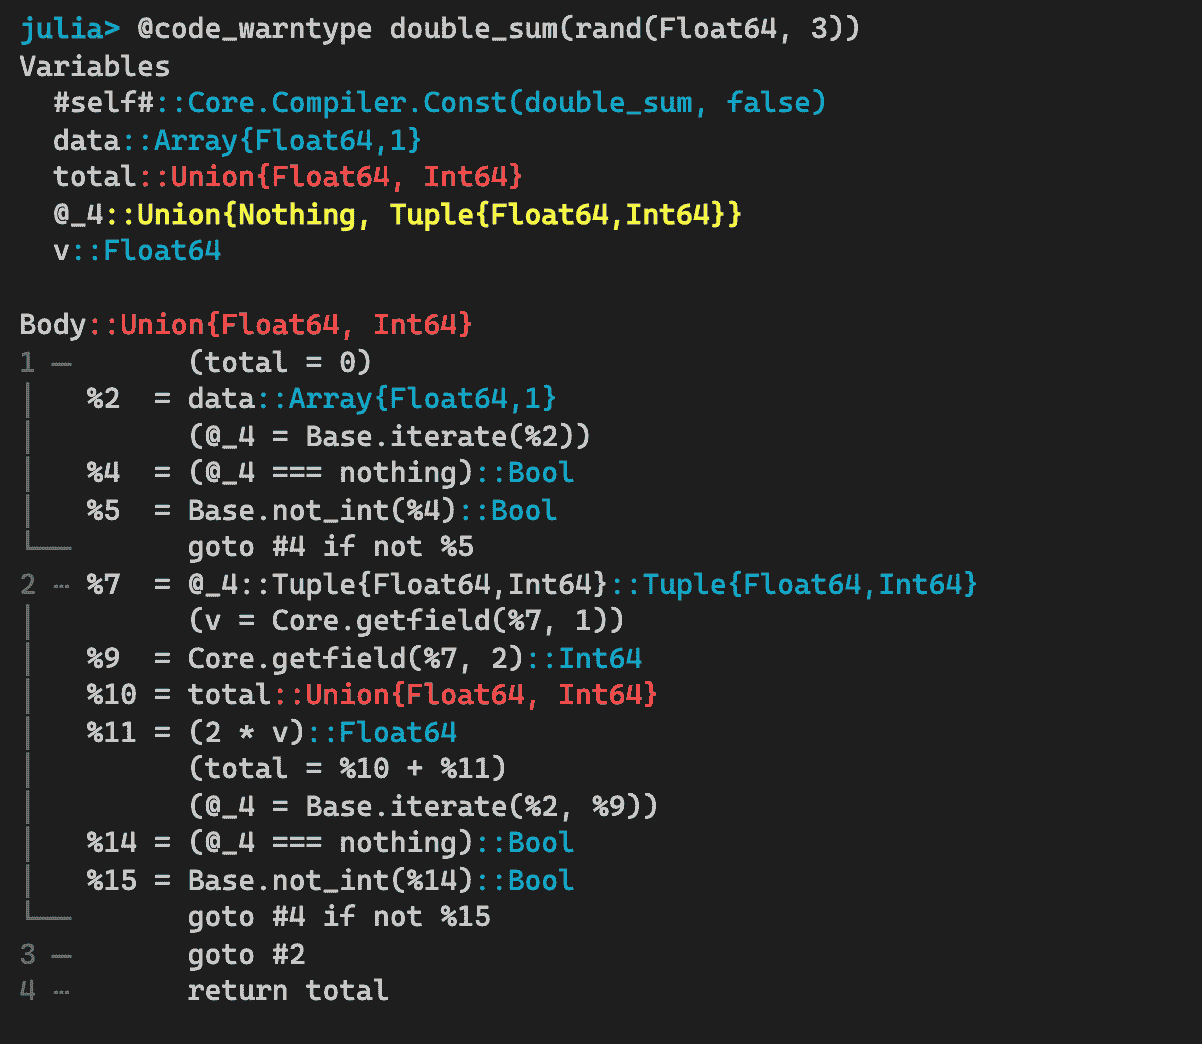 julia> @code_warntype double_sum(rand(Float64, 3))
Variables
  #self#::Core.Compiler.Const(double_sum, false)
  data::Array{Float64,1}
  total::Union{Float64, Int64}
  @_4::Union{Nothing, Tuple{Float64,Int64}}
  v::Float64

Body::Union{Float64, Int64}
1 ─       (total = 0)
│   %2  = data::Array{Float64,1}
│         (@_4 = Base.iterate(%2))
│   %4  = (@_4 === nothing)::Bool
│   %5  = Base.not_int(%4)::Bool
└──       goto #4 if not %5
2 ┄ %7  = @_4::Tuple{Float64,Int64}::Tuple{Float64,Int64}
│         (v = Core.getfield(%7, 1))
│   %9  = Core.getfield(%7, 2)::Int64
│   %10 = total::Union{Float64, Int64}
│   %11 = (2 * v)::Float64
│         (total = %10 + %11)
│         (@_4 = Base.iterate(%2, %9))
│   %14 = (@_4 === nothing)::Bool
│   %15 = Base.not_int(%14)::Bool
└──       goto #4 if not %15
3 ─       goto #2
4 ┄       return total